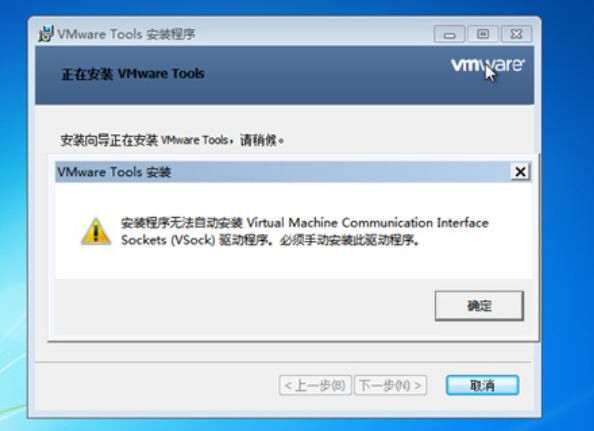 VMware Tools 安装程序
正在安装 VMware Tools
vmware
安装向导正在安装 VMware Tools，请稍候。
VMware Tools 安装
安装程序无法自动安装 Virtual Machine Communication Interface
Sockets (VSock) 驱动程序。必须手动安装此驱动程序。
确定
<上一步(B) 下一步(N)> 取消